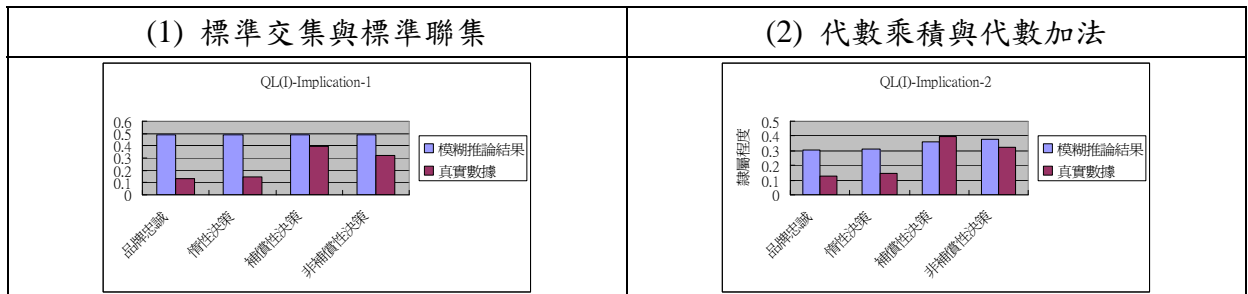 (1) 標準交集與標準聯集
(2) 代數乘積與代數加法
QL(I)-Implication-1
0.6
0.5
0.4
0.3
0.2
0.1
0
品牌忠誠
惰性決策
補償性決策
非補償性決策
模糊推論結果
真實數據
QL(I)-Implication-2
隸屬程度
0.5
0.4
0.3
0.2
0.1
0
品牌忠誠
惰性決策
補償性決策
非補償性決策
模糊推論結果
真實數據